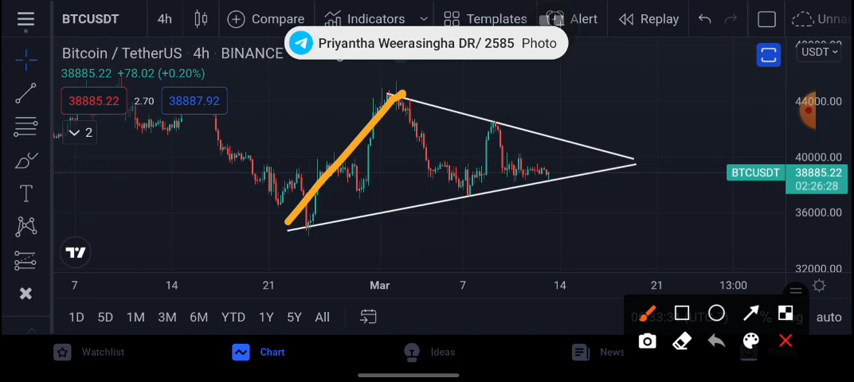 BTCUSDT 4h Compare Indicators Templates Alert Replay
Priyantha Weerasingha DR/ 2585 Photo
Bitcoin / TetherUS 4h BINANCE
USDT
38885.22 +78.02 (+0.20%)
38885.22 2.70 38887.92
2
44000.00
40000.00
BTCUSDT 38885.22
02:26:28
36000.00
32000.00
7 14 21 Mar 7 14 21 13:00
1D 5D 1M 3M 6M YTD 1Y 5Y All % auto
Watchlist Chart Ideas News